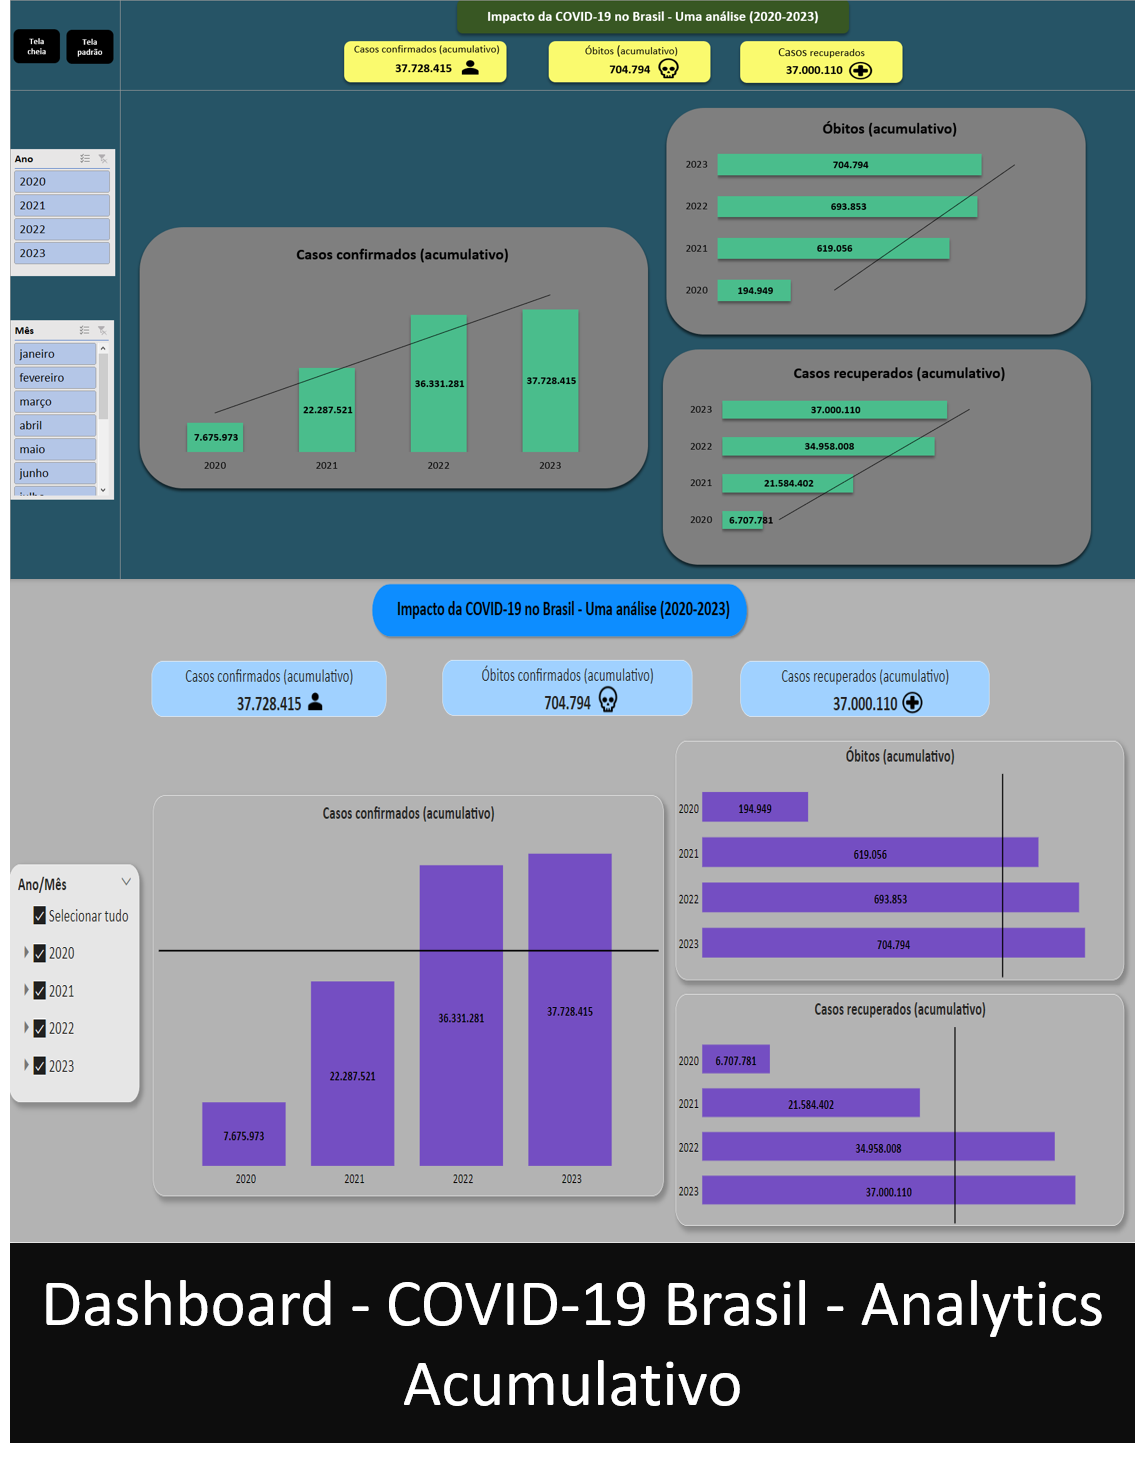 Impacto da COVID-19 no Brasil - Uma análise (2020-2023)
Tela cheia
Tela padrão
Casos confirmados (acumulativo)
37.728.415
Óbitos (acumulativo)
704.794
Casos recuperados
37.000.110
Ano
2020
2021
2022
2023
Mês
janeiro
fevereiro
março
abril
maio
junho
julho
Casos confirmados (acumulativo)
7.675.973
22.287.521
36.331.281
37.728.415
2020
2021
2022
2023
Óbitos (acumulativo)
2023
704.794
2022
693.853
2021
619.056
2020
194.949
Casos recuperados (acumulativo)
2023
37.000.110
2022
34.958.008
2021
21.584.402
2020
6.707.781
Impacto da COVID-19 no Brasil - Uma análise (2020-2023)
Casos confirmados (acumulativo)
37.728.415
Óbitos confirmados (acumulativo)
704.794
Casos recuperados (acumulativo)
37.000.110
Ano/Mês
Selecionar tudo
2020
2021
2022
2023
Casos confirmados (acumulativo)
7.675.973
22.287.521
36.331.281
37.728.415
2020
2021
2022
2023
Óbitos (acumulativo)
2020
194.949
2021
619.056
2022
693.853
2023
704.794
Casos recuperados (acumulativo)
2020
6.707.781
2021
21.584.402
2022
34.958.008
2023
37.000.110
Dashboard - COVID-19 Brasil - Analytics
Acumulativo